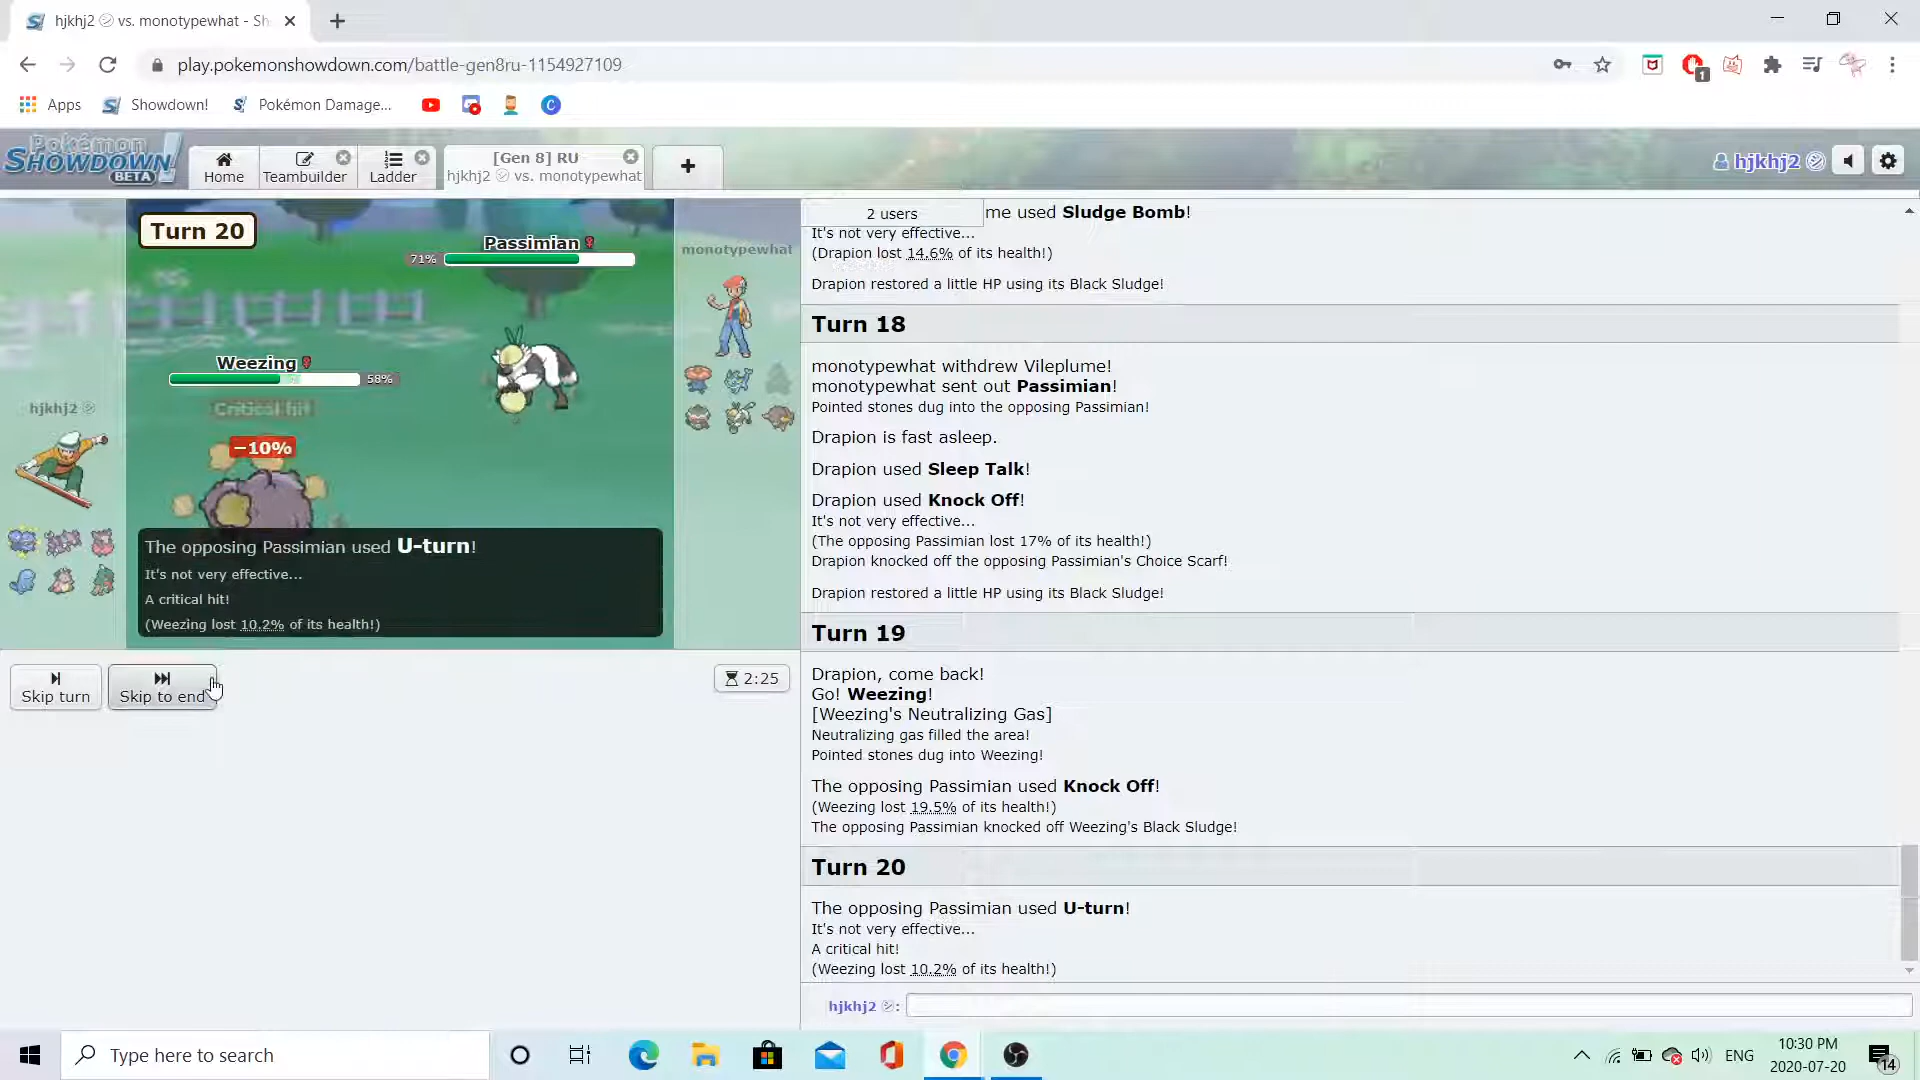 hjkhj2 vs. monotypewhat - Sh
play.pokemonshowdown.com/battle-gen8ru-1154927109
1
Apps
Showdown!
Pokémon Damage...
Pokémon
SHOWDOWN!
BETA
Home
Teambuilder
Ladder
[Gen 8] RU
hjkhj2 vs. monotypewhat
hjkhj2
Turn 20
Passimian
71%
Weezing
58%
Critical hit
−10%
hjkhj2
monotypewhat
The opposing Passimian used U-turn!
It's not very effective...
A critical hit!
(Weezing lost 10.2% of its health!)
Skip turn
Skip to end
2:25
2 users
me used Sludge Bomb!
It's not very effective...
(Drapion lost 14.6% of its health!)
Drapion restored a little HP using its Black Sludge!
Turn 18
monotypewhat withdrew Vileplume!
monotypewhat sent out Passimian!
Pointed stones dug into the opposing Passimian!
Drapion is fast asleep.
Drapion used Sleep Talk!
Drapion used Knock Off!
It's not very effective...
(The opposing Passimian lost 17% of its health!)
Drapion knocked off the opposing Passimian's Choice Scarf!
Drapion restored a little HP using its Black Sludge!
Turn 19
Drapion, come back!
Go! Weezing!
[Weezing's Neutralizing Gas]
Neutralizing gas filled the area!
Pointed stones dug into Weezing!
The opposing Passimian used Knock Off!
(Weezing lost 19.5% of its health!)
The opposing Passimian knocked off Weezing's Black Sludge!
Turn 20
The opposing Passimian used U-turn!
It's not very effective...
A critical hit!
(Weezing lost 10.2% of its health!)
hjkhj2 :
Type here to search
ENG
10:30 PM
2020-07-20
14